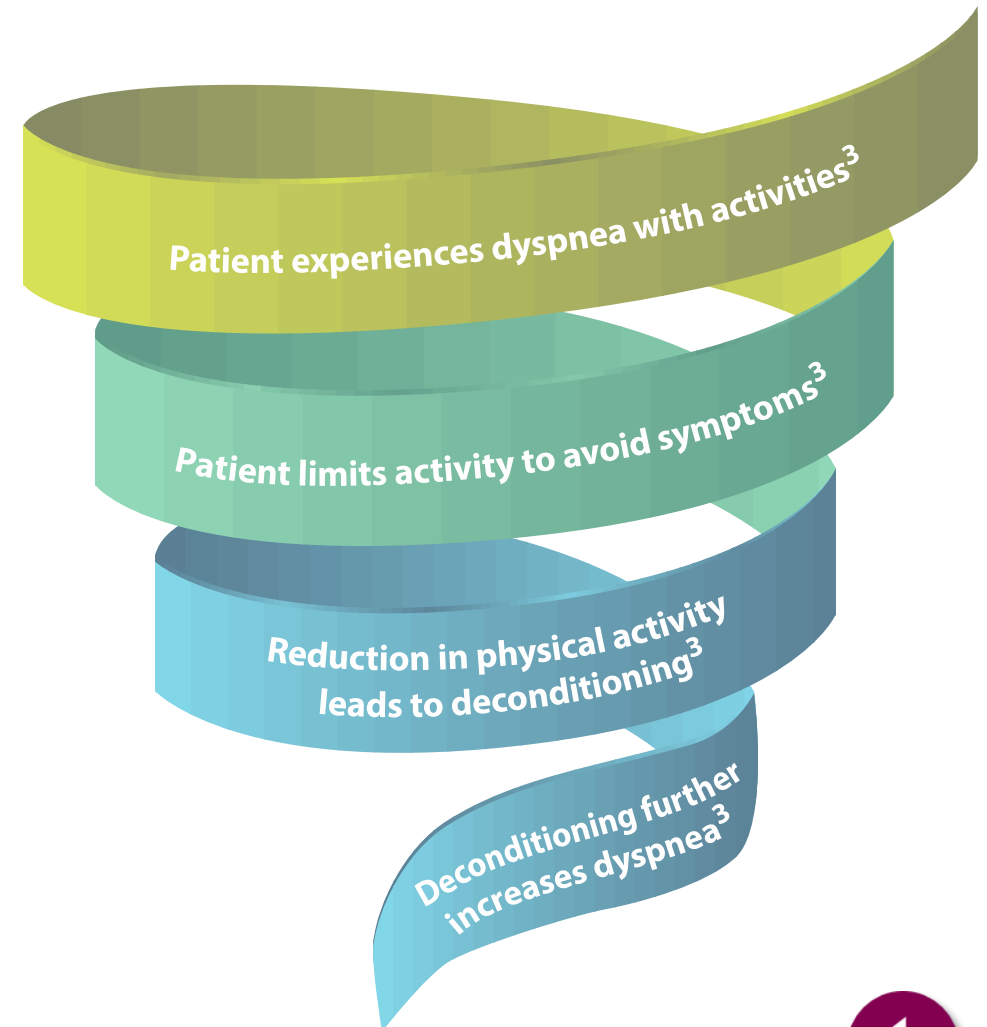 Patient experiences dyspnea with activities³
Patient limits activity to avoid symptoms³
Reduction in physical activity
leads to deconditioning³
Deconditioning further
increases dyspnea³